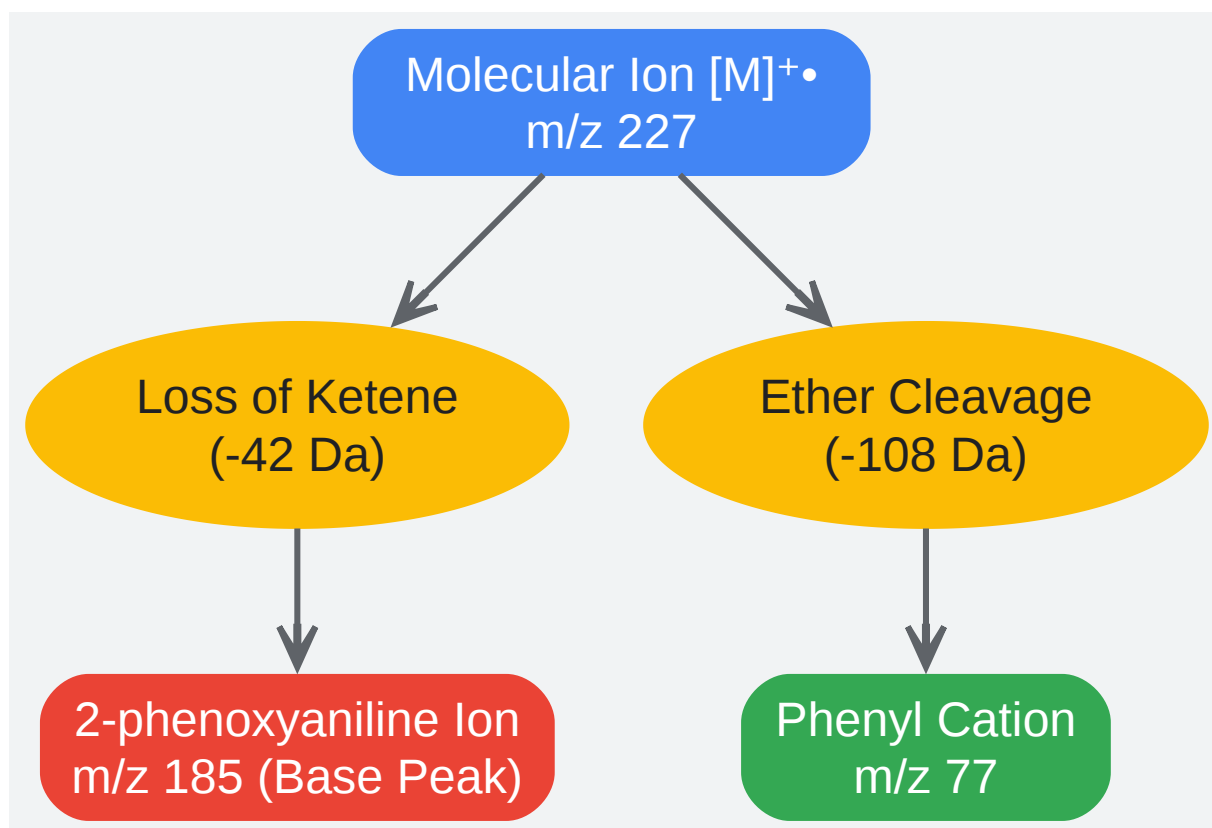 Molecular Ion [M]⁺•
m/z 227
Loss of Ketene
(-42 Da)
Ether Cleavage
(-108 Da)
2-phenoxyaniline Ion
m/z 185 (Base Peak)
Phenyl Cation
m/z 77